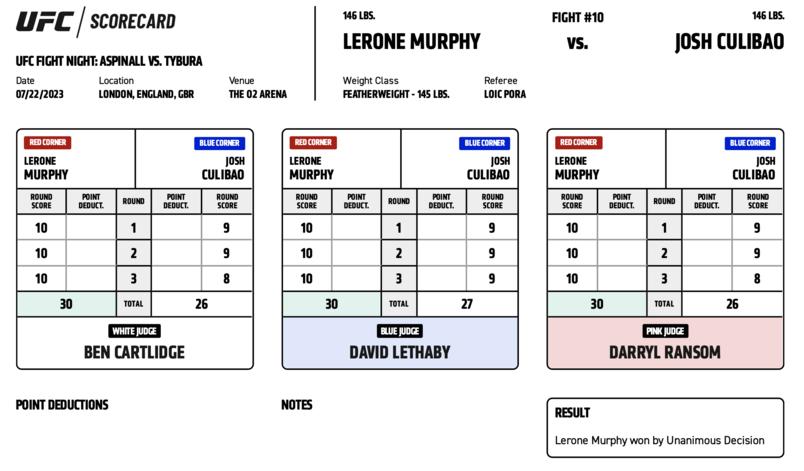 UFC SCORECARD
UFC FIGHT NIGHT: ASPINALL VS. TYBURA
Date Location Venue
07/22/2023 LONDON, ENGLAND, GBR THE O2 ARENA
146 LBS. FIGHT #10 146 LBS.
LERONE MURPHY VS. JOSH CULIBAO
Weight Class Referee
FEATHERWEIGHT - 145 LBS. LOIC PORA
RED CORNER BLUE CORNER
LERONE JOSH
MURPHY CULIBAO
ROUND SCORE POINT DEDUCT. ROUND POINT DEDUCT. ROUND SCORE
10 1 9
10 2 9
10 3 8
30 TOTAL 26
WHITE JUDGE
BEN CARTLIDGE
RED CORNER BLUE CORNER
LERONE JOSH
MURPHY CULIBAO
ROUND SCORE POINT DEDUCT. ROUND POINT DEDUCT. ROUND SCORE
10 1 9
10 2 9
10 3 9
30 TOTAL 27
BLUE JUDGE
DAVID LETHABY
RED CORNER BLUE CORNER
LERONE JOSH
MURPHY CULIBAO
ROUND SCORE POINT DEDUCT. ROUND POINT DEDUCT. ROUND SCORE
10 1 9
10 2 9
10 3 8
30 TOTAL 26
PINK JUDGE
DARRYL RANSOM
POINT DEDUCTIONS
NOTES
RESULT
Lerone Murphy won by Unanimous Decision